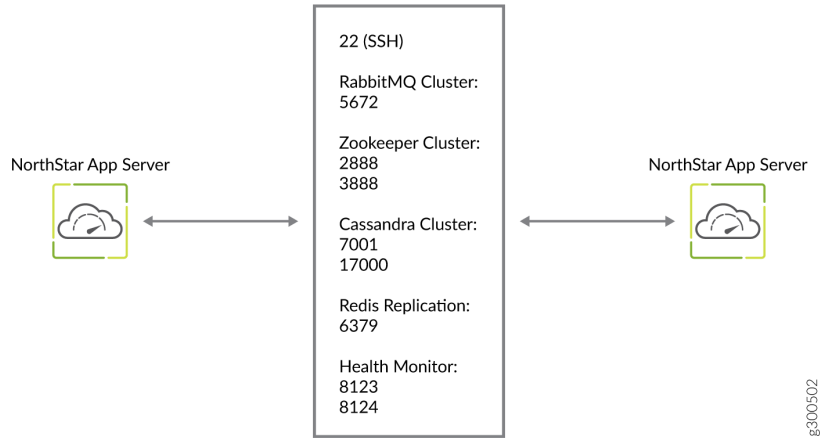 22 (SSH)
RabbitMQ Cluster:
5672
Zookeeper Cluster:
2888
3888
NorthStar App Server
NorthStar App Server
Cassandra Cluster:
7001
17000
Redis Replication:
6379
Health Monitor:
8123
8124
g300502